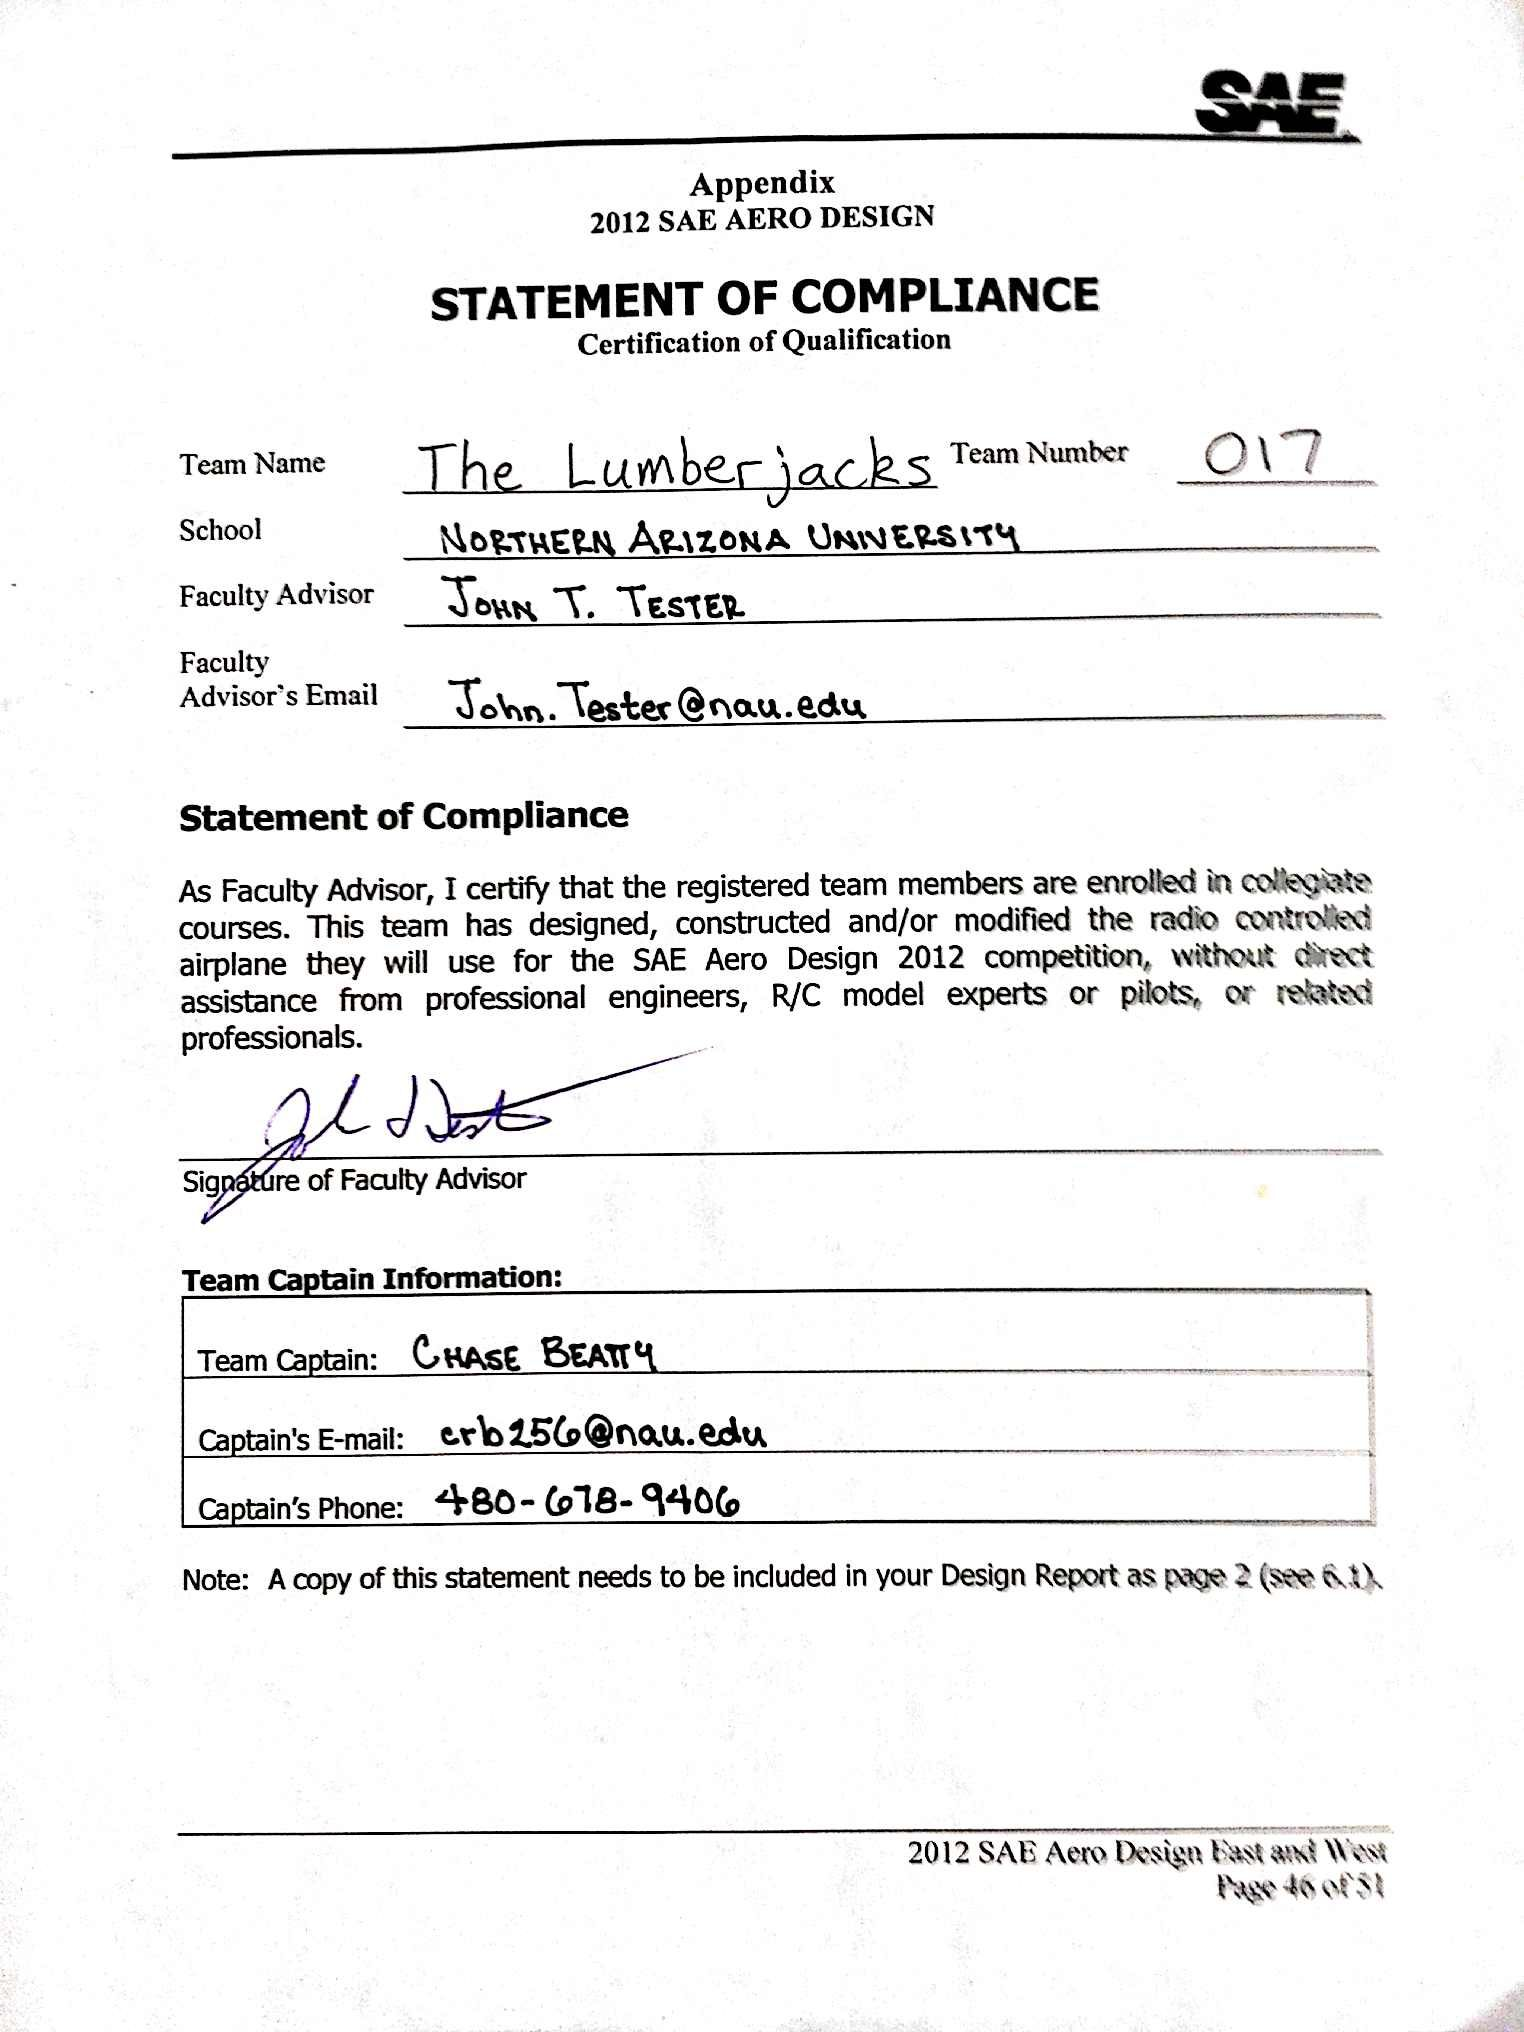 SAE
Appendix
2012 SAE AERO DESIGN
STATEMENT OF COMPLIANCE
Certification of Qualification
Team Name The Lumberjacks Team Number 017
School NORTHERN ARIZONA UNIVERSITY
Faculty Advisor JOHN T. TESTER
Faculty
Advisor's Email John.Tester@nau.edu
Statement of Compliance
As Faculty Advisor, I certify that the registered team members are enrolled in collegiate
courses. This team has designed, constructed and/or modified the radio controlled
airplane they will use for the SAE Aero Design 2012 competition, without direct
assistance from professional engineers, R/C model experts or pilots, or related
professionals.
Signature of Faculty Advisor
Team Captain Information:
Team Captain: CHASE BEATTY
Captain's E-mail: crb256@nau.edu
Captain's Phone: 480-678-9406
Note: A copy of this statement needs to be included in your Design Report as page 2 (see 6.1).
2012 SAE Aero Design East and West
Page 46 of 51